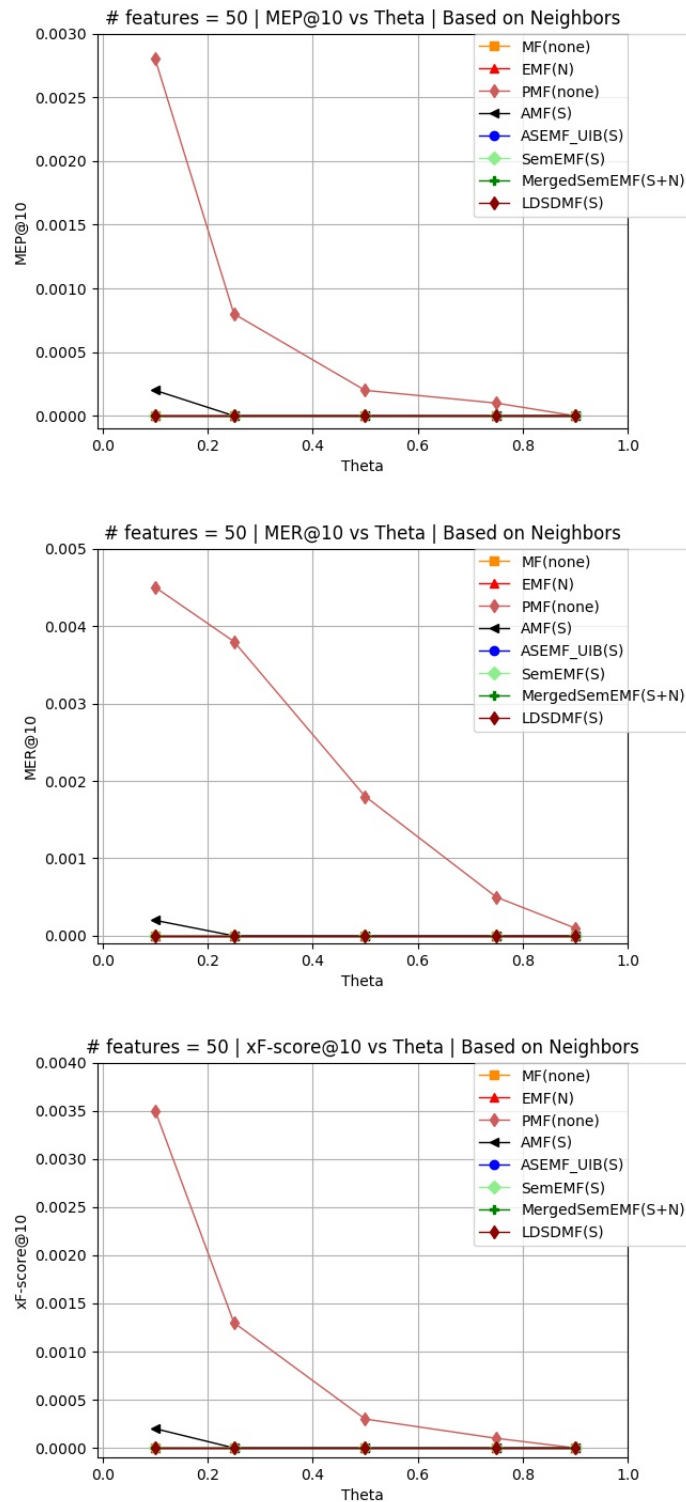 # features = 50 | MEP@10 vs Theta | Based on Neighbors
0.0030
0.0025
0.0020
0.0015
0.0010
0.0005
0.0000
MEP@10
MF(none)
EMF(N)
PMF(none)
AMF(S)
ASEMF_UIB(S)
SemEMF(S)
MergedSemEMF(S+N)
LDSDMF(S)
0.0 0.2 0.4 0.6 0.8 1.0
Theta
# features = 50 | MER@10 vs Theta | Based on Neighbors
0.005
0.004
0.003
0.002
0.001
0.000
MER@10
MF(none)
EMF(N)
PMF(none)
AMF(S)
ASEMF_UIB(S)
SemEMF(S)
MergedSemEMF(S+N)
LDSDMF(S)
0.0 0.2 0.4 0.6 0.8 1.0
Theta
# features = 50 | xF-score@10 vs Theta | Based on Neighbors
0.0040
0.0035
0.0030
0.0025
0.0020
0.0015
0.0010
0.0005
0.0000
xF-score@10
MF(none)
EMF(N)
PMF(none)
AMF(S)
ASEMF_UIB(S)
SemEMF(S)
MergedSemEMF(S+N)
LDSDMF(S)
0.0 0.2 0.4 0.6 0.8 1.0
Theta